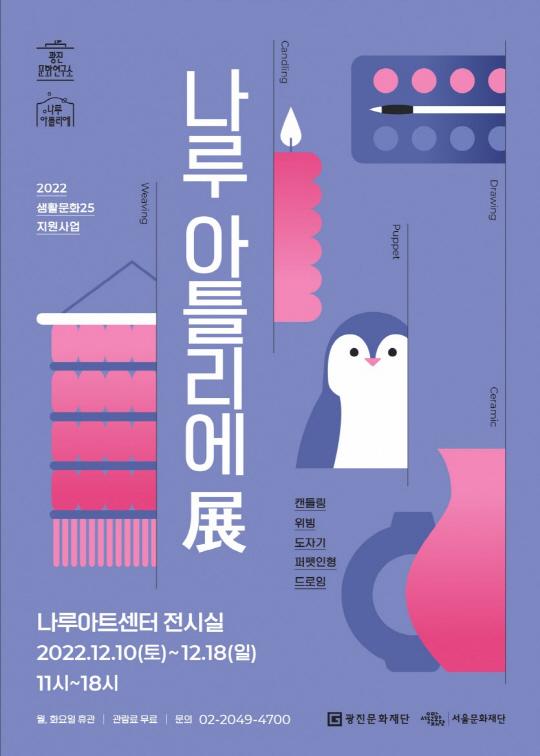 광진
문화연구소
나루
아틀리에
2022
생활문화25
지원사업
Weaving
나루 아틀리에 展
Candling
Drawing
Puppet
Ceramic
캔들링
위빙
도자기
퍼펫인형
드로잉
나루아트센터 전시실
2022.12.10(토)~12.18(일)
11시~18시
월, 화요일 휴관 | 관람료 무료 | 문의 02-2049-4700
광진문화재단
서울문화재단